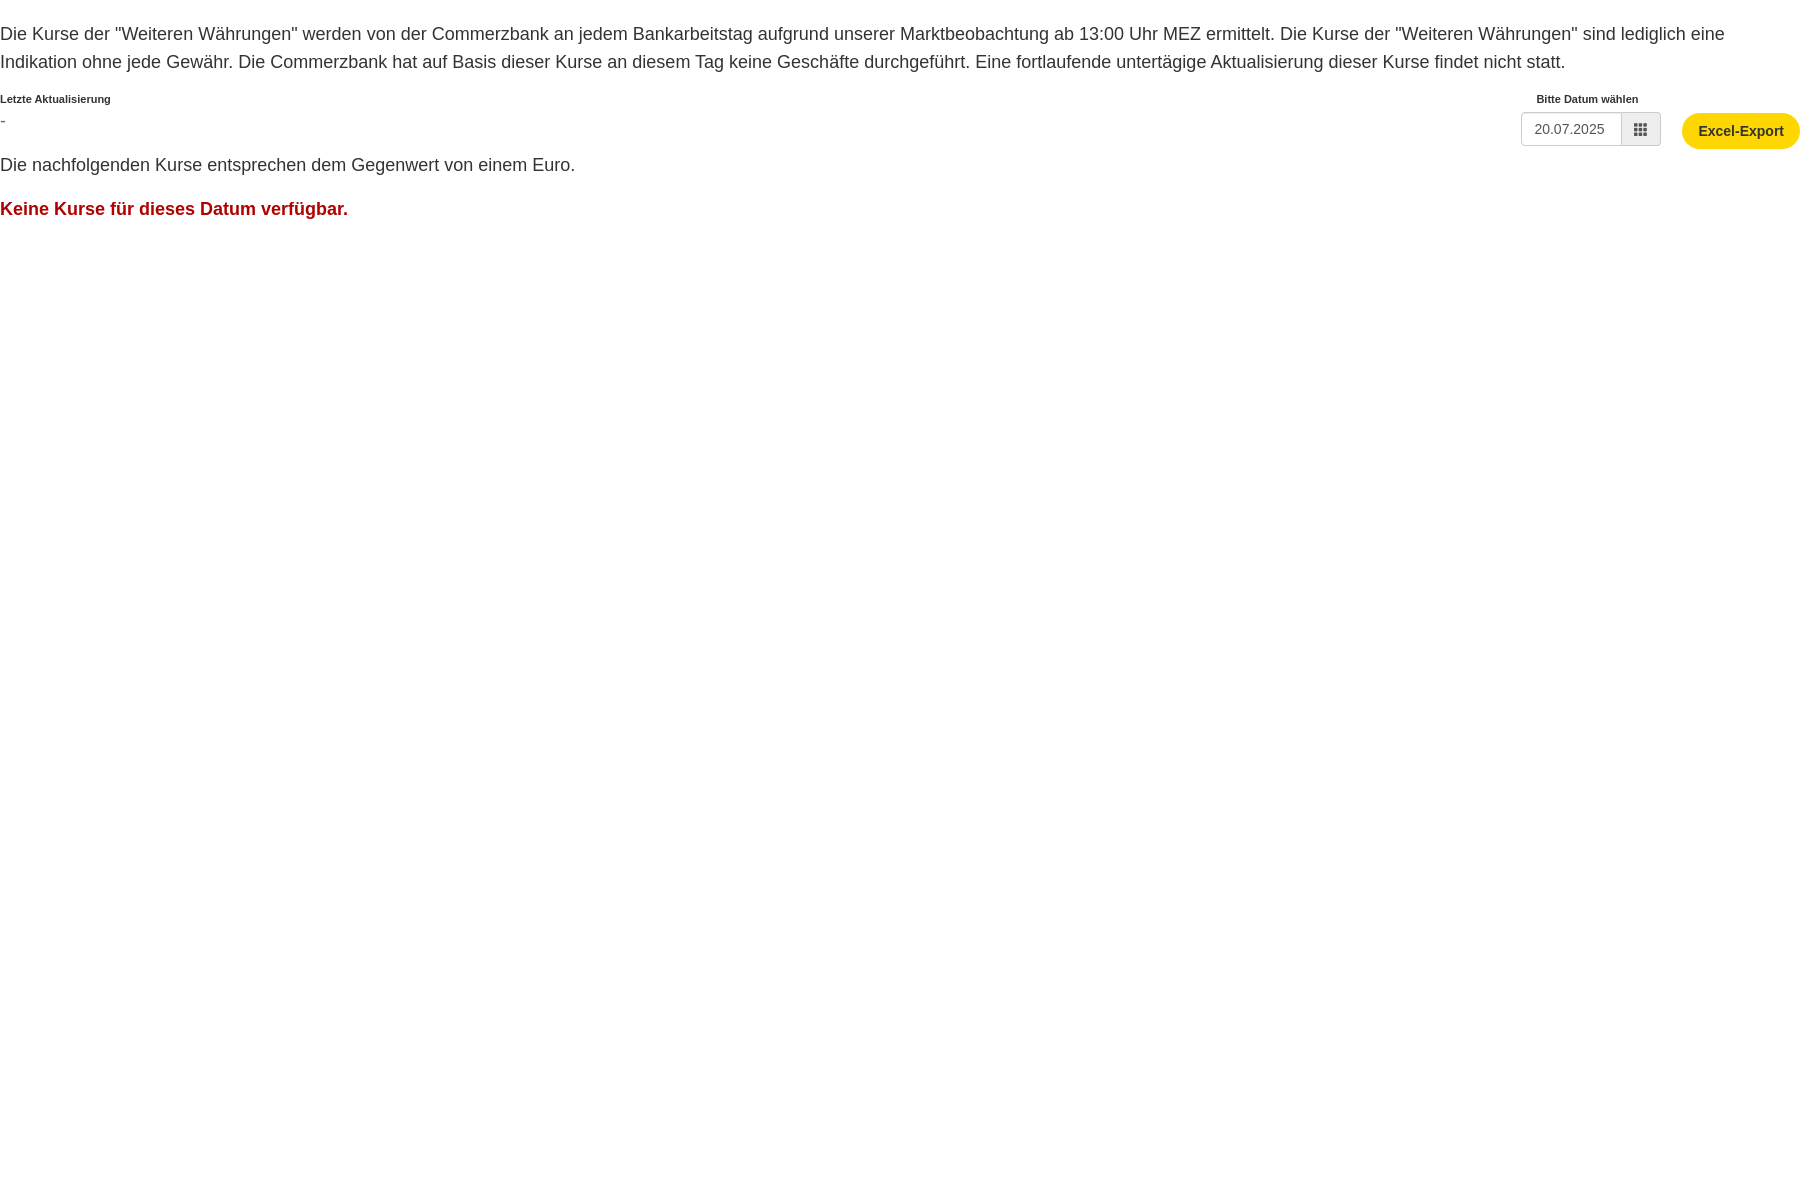 Die Kurse der "Weiteren Währungen" werden von der Commerzbank an jedem Bankarbeitstag aufgrund unserer Marktbeobachtung ab 13:00 Uhr MEZ ermittelt. Die Kurse der "Weiteren Währungen" sind lediglich eine
Indikation ohne jede Gewähr. Die Commerzbank hat auf Basis dieser Kurse an diesem Tag keine Geschäfte durchgeführt. Eine fortlaufende untertägige Aktualisierung dieser Kurse findet nicht statt.
Letzte Aktualisierung
-
Bitte Datum wählen
20.07.2025
Excel-Export
Die nachfolgenden Kurse entsprechen dem Gegenwert von einem Euro.
Keine Kurse für dieses Datum verfügbar.